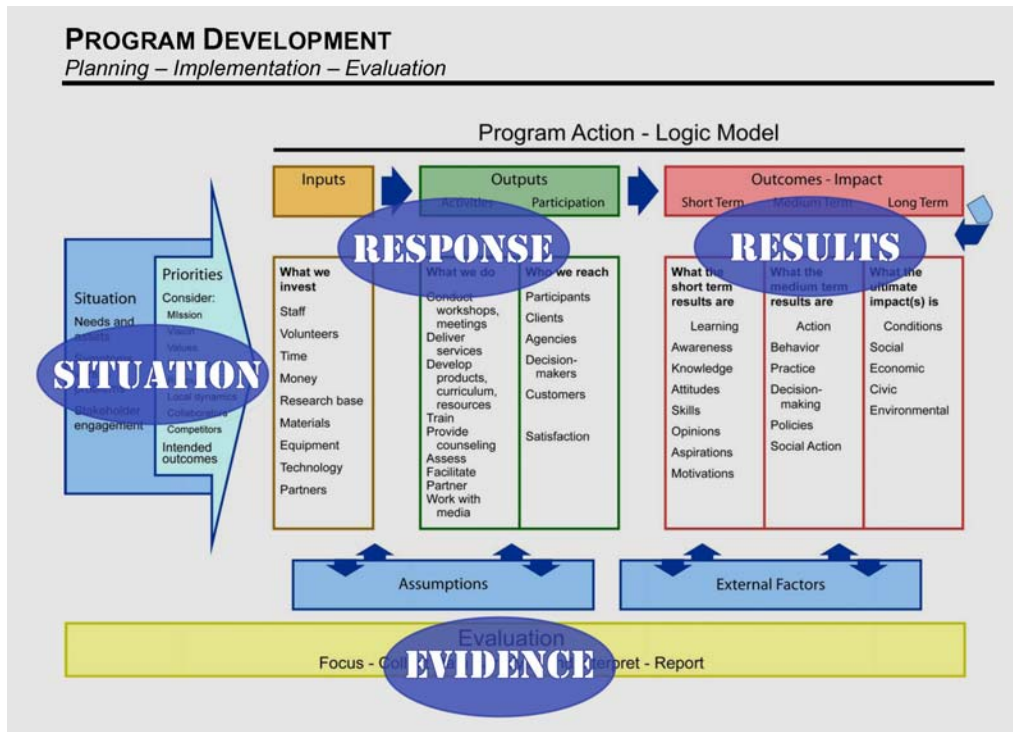 PROGRAM DEVELOPMENT
Planning – Implementation – Evaluation
Program Action - Logic Model
Inputs
Outputs
Activities Participation
Outcomes - Impact
Short Term Medium Term Long Term
RESPONSE
RESULTS
SITUATION
EVIDENCE
Situation
Needs and
assets
Stakeholder
engagement
Priorities
Consider:
MIssion
Vision
Values
Local dynamics
Collaborators
Competitors
Intended
outcomes
What we
invest
Staff
Volunteers
Time
Money
Research base
Materials
Equipment
Technology
Partners
What we do
Conduct
workshops,
meetings
Deliver
services
Develop
products,
curriculum,
resources
Train
Provide
counseling
Assess
Facilitate
Partner
Work with
media
Who we reach
Participants
Clients
Agencies
Decision-
makers
Customers
Satisfaction
What the
short term
results are
Learning
Awareness
Knowledge
Attitudes
Skills
Opinions
Aspirations
Motivations
What the
medium term
results are
Action
Behavior
Practice
Decision-
making
Policies
Social Action
What the
ultimate
impact(s) is
Conditions
Social
Economic
Civic
Environmental
Assumptions
External Factors
Evaluation
Focus - - Report